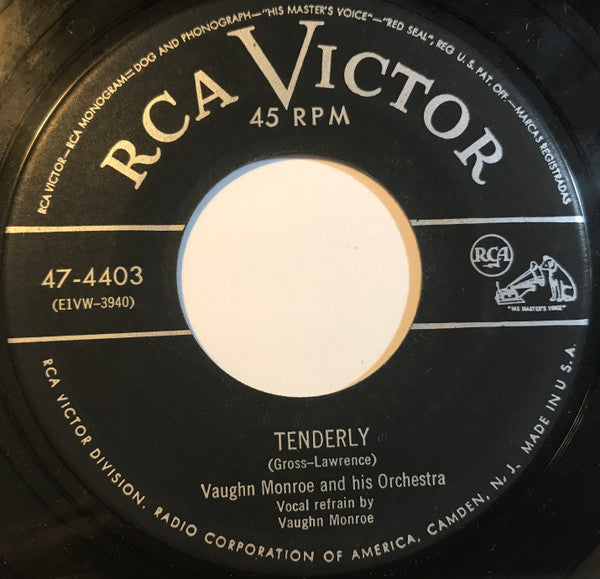 RCA VICTOR—RCA MONOGRAM—DOG AND PHONOGRAPH—"HIS MASTER'S VOICE"—"RED SEAL", REG U.S. PAT. OFF.—MARCAS REGISTRADAS
RCA VICTOR
45 RPM
47-4403
(E1VW-3940)
RCA
"HIS MASTER'S VOICE"
TENDERLY
(Gross-Lawrence)
Vaughn Monroe and his Orchestra
Vocal refrain by
Vaughn Monroe
RCA VICTOR DIVISION, RADIO CORPORATION OF AMERICA, CAMDEN, N. J. MADE IN U.S.A.